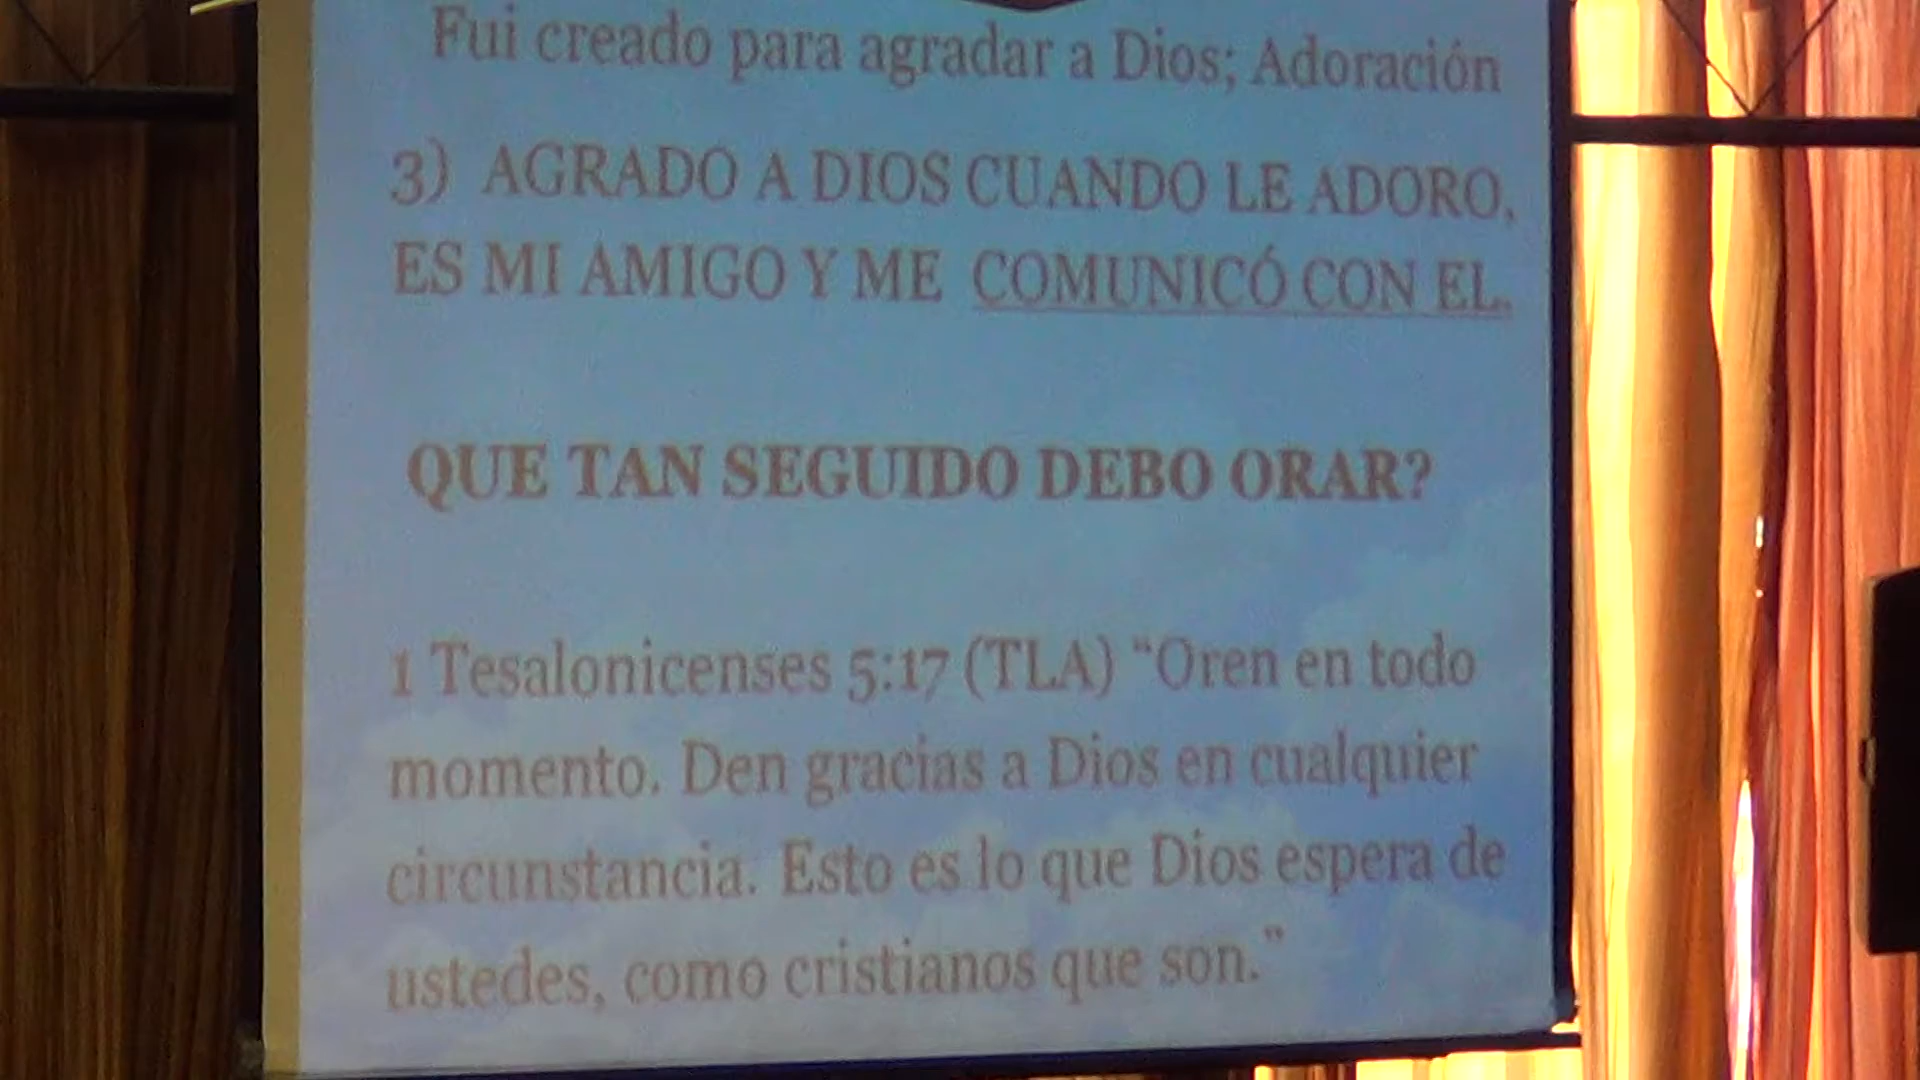 Fui creado para agradar a Dios; Adoración
3) AGRADO A DIOS CUANDO LE ADORO,
ES MI AMIGO Y ME COMUNICÓ CON EL.
QUE TAN SEGUIDO DEBO ORAR?
1 Tesalonicenses 5:17 (TLA) “Oren en todo
momento. Den gracias a Dios en cualquier
circunstancia. Esto es lo que Dios espera de
ustedes, como cristianos que son.”